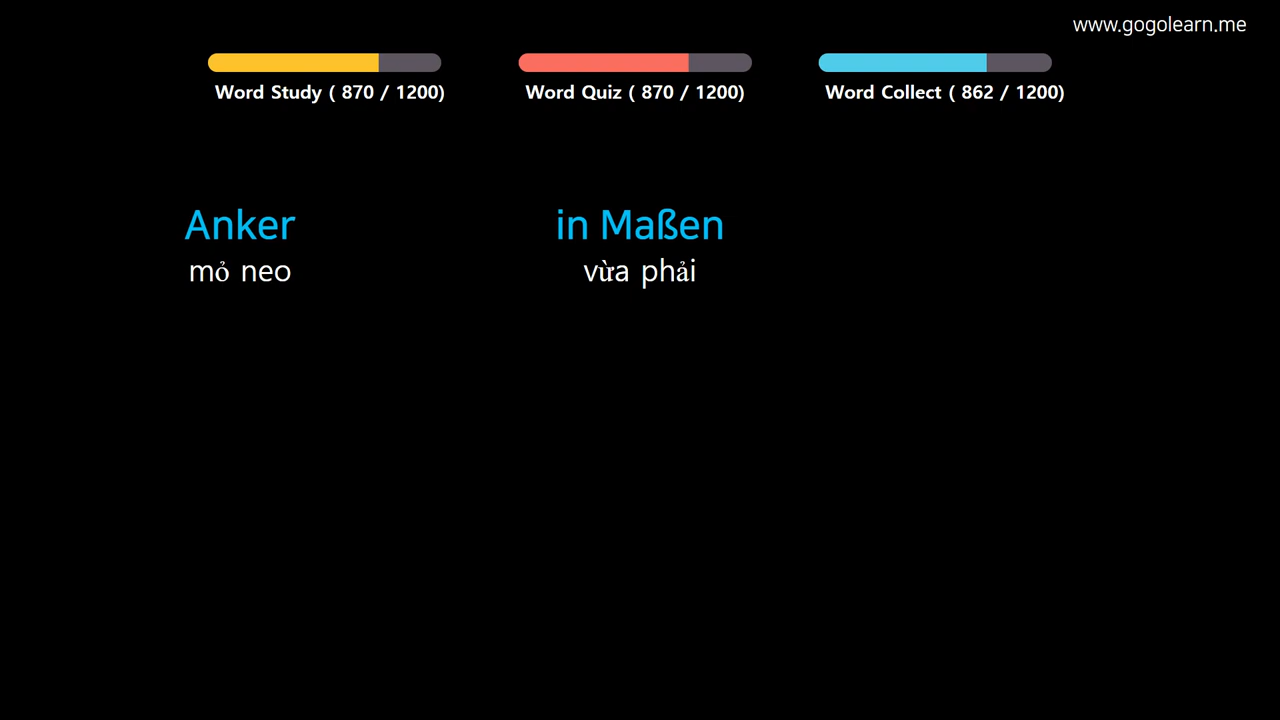 www.gogolearn.me
Word Study ( 870 / 1200)
Word Quiz ( 870 / 1200)
Word Collect ( 862 / 1200)
Anker
mỏ neo
in Maßen
vừa phải